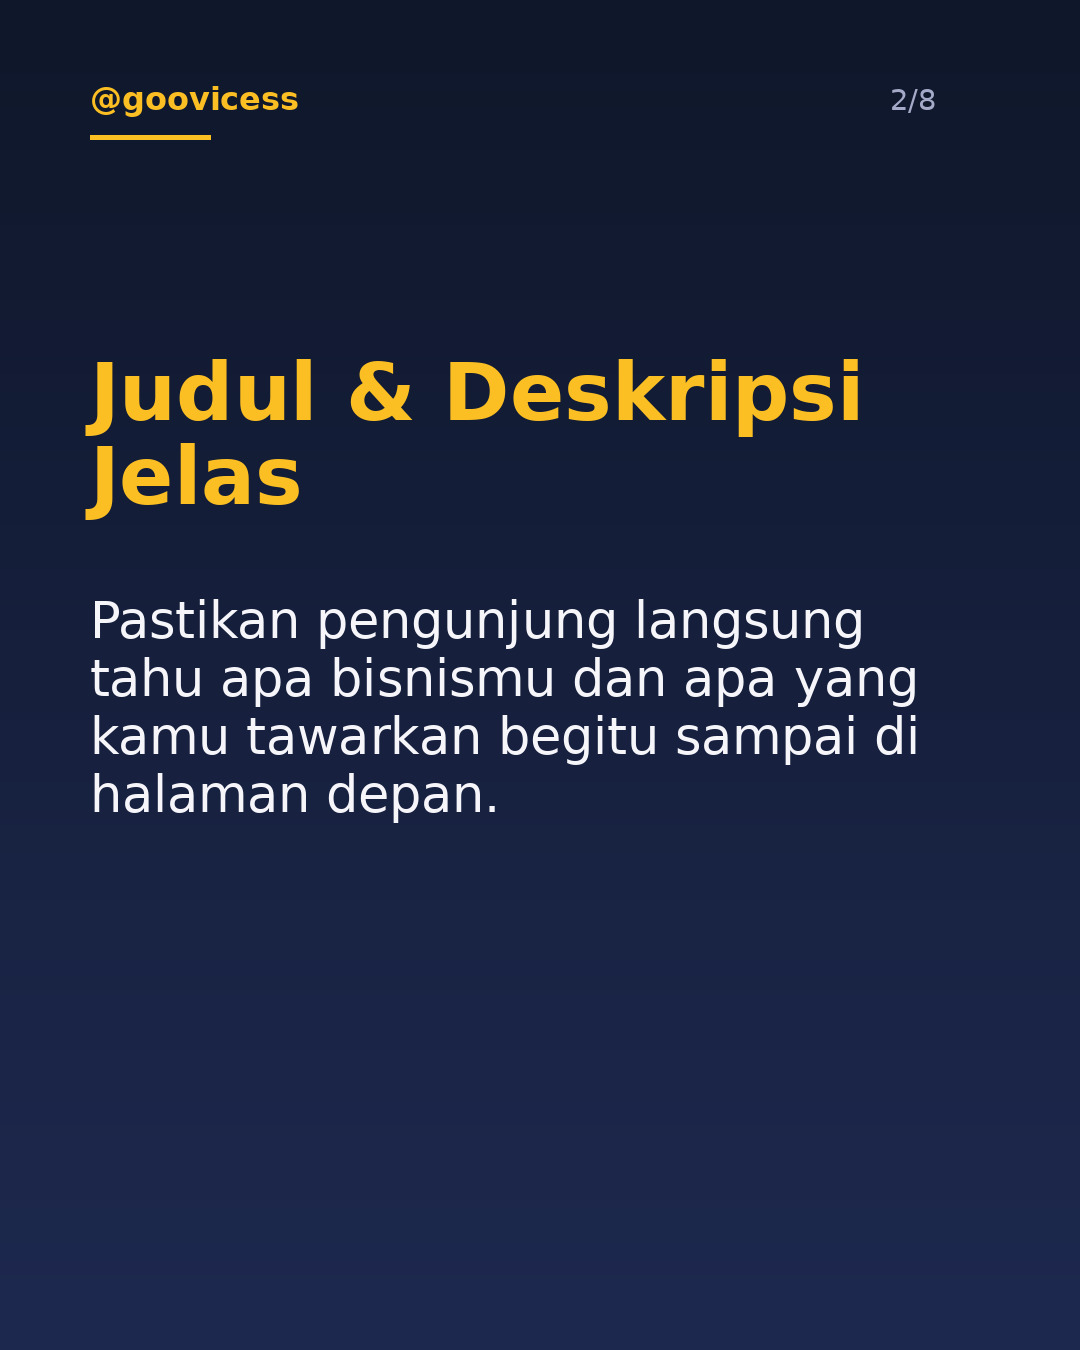 @goovicess
2/8
Judul & Deskripsi
Jelas
Pastikan pengunjung langsung
tahu apa bisnismu dan apa yang
kamu tawarkan begitu sampai di
halaman depan.